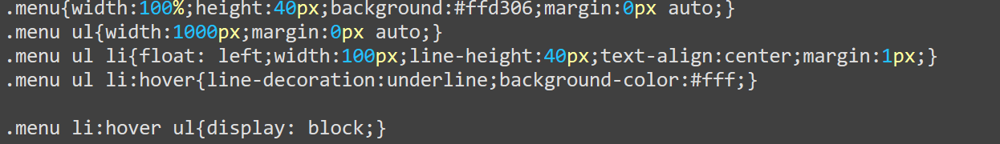 .menu{width:100%;height:40px;background:#ffd306;margin:0px auto;}
.menu ul{width:1000px;margin:0px auto;}
.menu ul li{float: left;width:100px;line-height:40px;text-align:center;margin:1px;}
.menu ul li:hover{line-decoration:underline;background-color:#fff;}
.menu li:hover ul{display: block;}